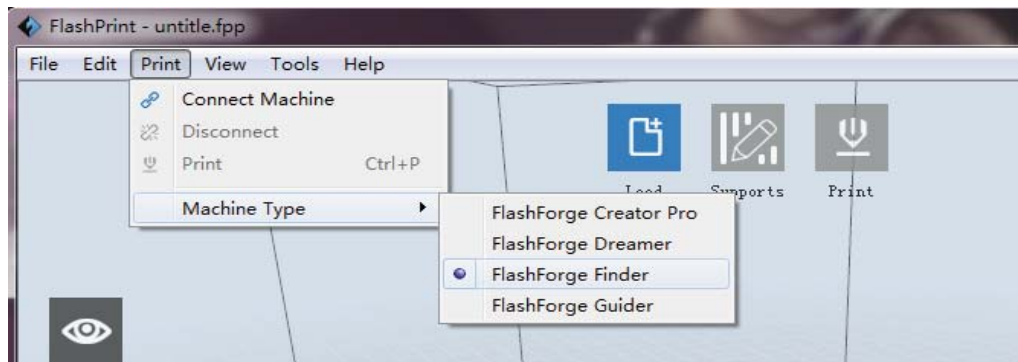 FlashPrint - untitle.fpp
File Edit Print View Tools Help
Connect Machine
Disconnect
Print Ctrl+P
Machine Type
Load Supports Print
FlashForge Creator Pro
FlashForge Dreamer
FlashForge Finder
FlashForge Guider